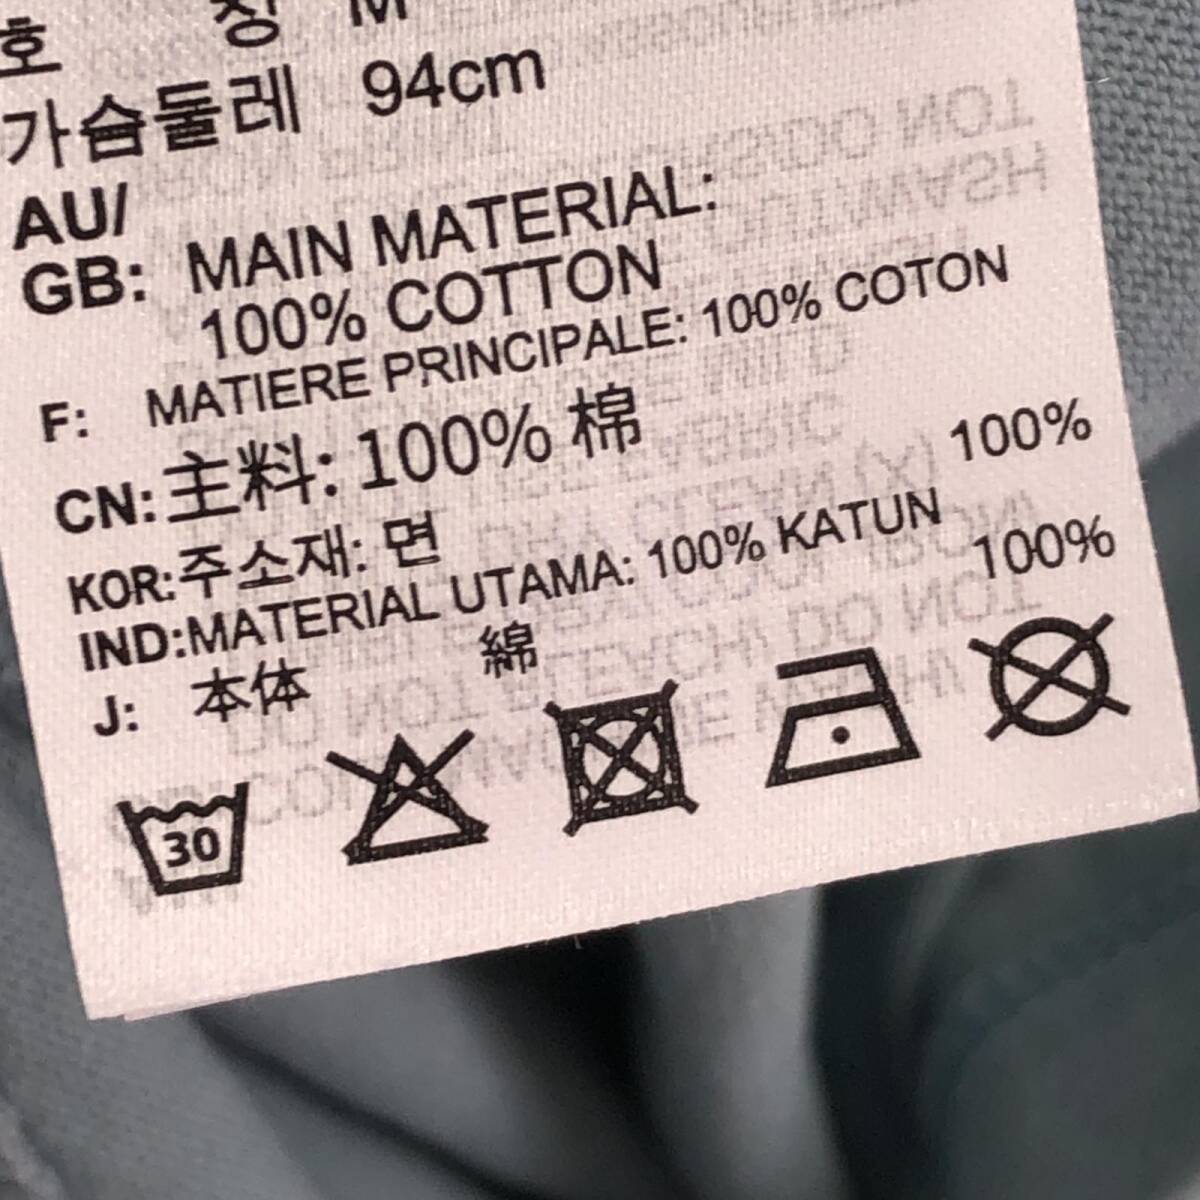 호 칭 M
가슴둘레 94cm
AU/
GB: MAIN MATERIAL:
100% COTTON
F: MATIERE PRINCIPALE: 100% COTON
CN: 主料: 100% 棉
KOR: 주소재: 면 100%
IND: MATERIAL UTAMA: 100% KATUN
J: 本体 綿 100%
30